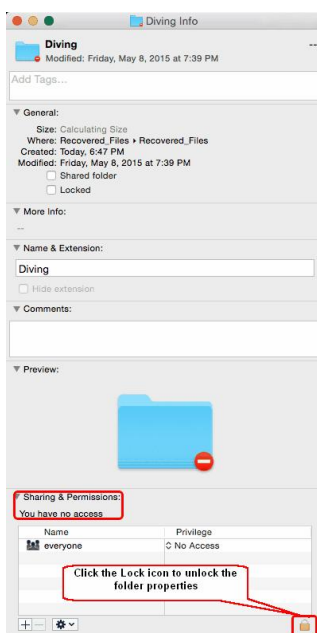 Diving Info
Diving
--
Modified: Friday, May 8, 2015 at 7:39 PM
Add Tags...
▼ General:
Size: Calculating Size
Where: Recovered_Files ▸ Recovered_Files
Created: Today, 6:47 PM
Modified: Friday, May 8, 2015 at 7:39 PM
Shared folder
Locked
▼ More Info:
--
▼ Name & Extension:
Diving
Hide extension
▼ Comments:
▼ Preview:
▼ Sharing & Permissions:
You have no access
Name Privilege
everyone No Access
Click the Lock icon to unlock the
folder properties